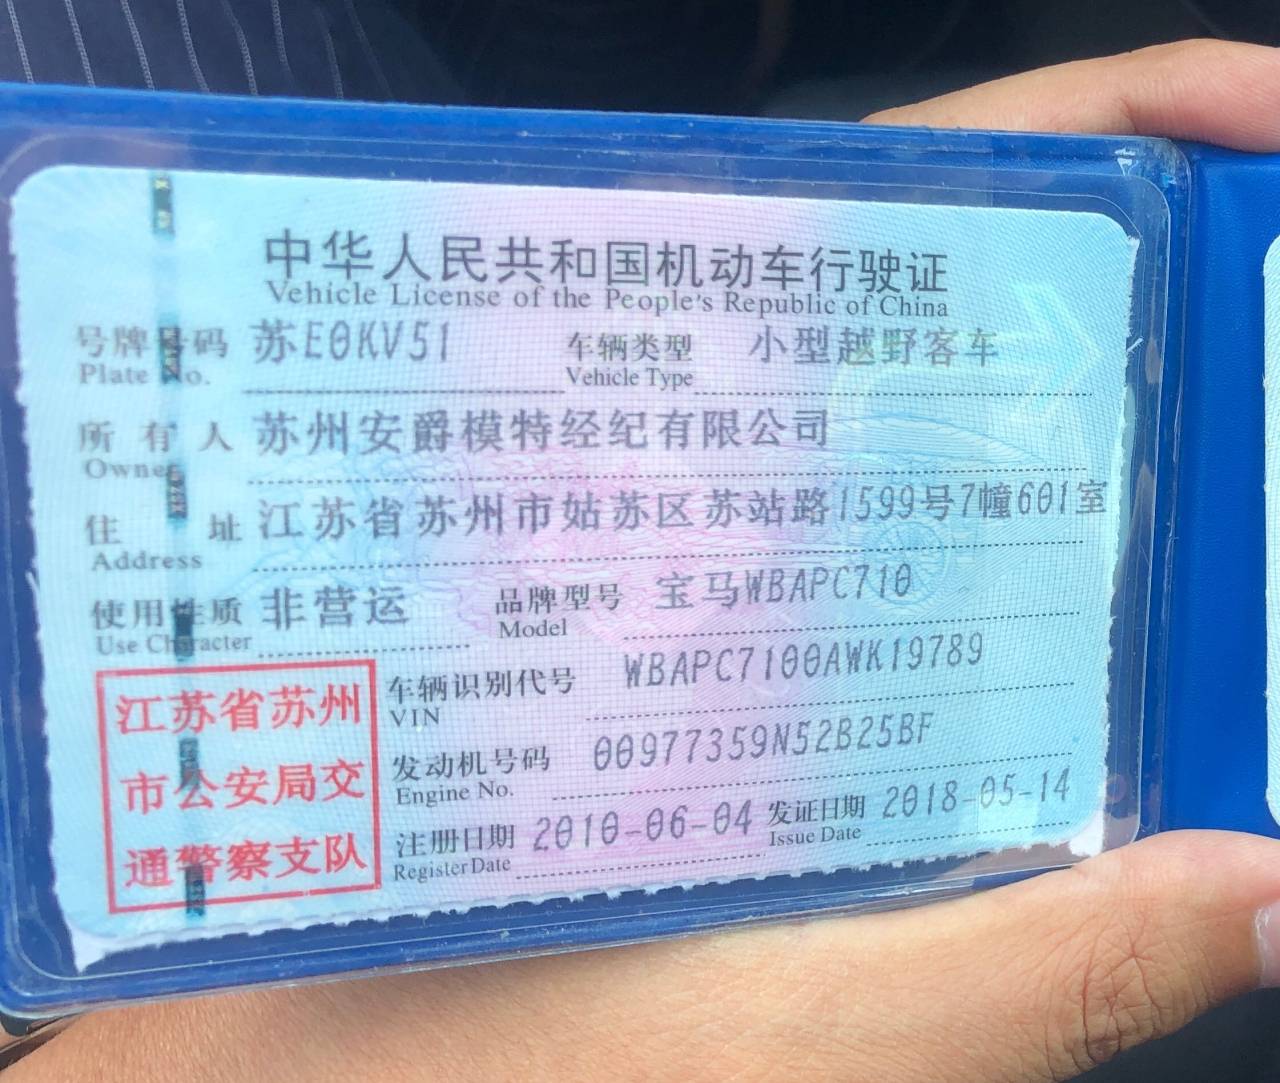 中华人民共和国机动车行驶证
Vehicle License of the People's Republic of China
号牌号码 苏E0KV51 车辆类型 小型越野客车
Plate No. Vehicle Type
所有人 苏州安爵模特经纪有限公司
Owner
住址 江苏省苏州市姑苏区苏站路1599号7幢601室
Address
使用性质 非营运 品牌型号 宝马WBAPC710
Use Character Model
车辆识别代号 WBAPC7100AWK19789
VIN
发动机号码 00977359N52B25BF
Engine No.
注册日期 2010-06-04 发证日期 2018-05-14
Register Date Issue Date
江苏省苏州
市公安局交
通警察支队